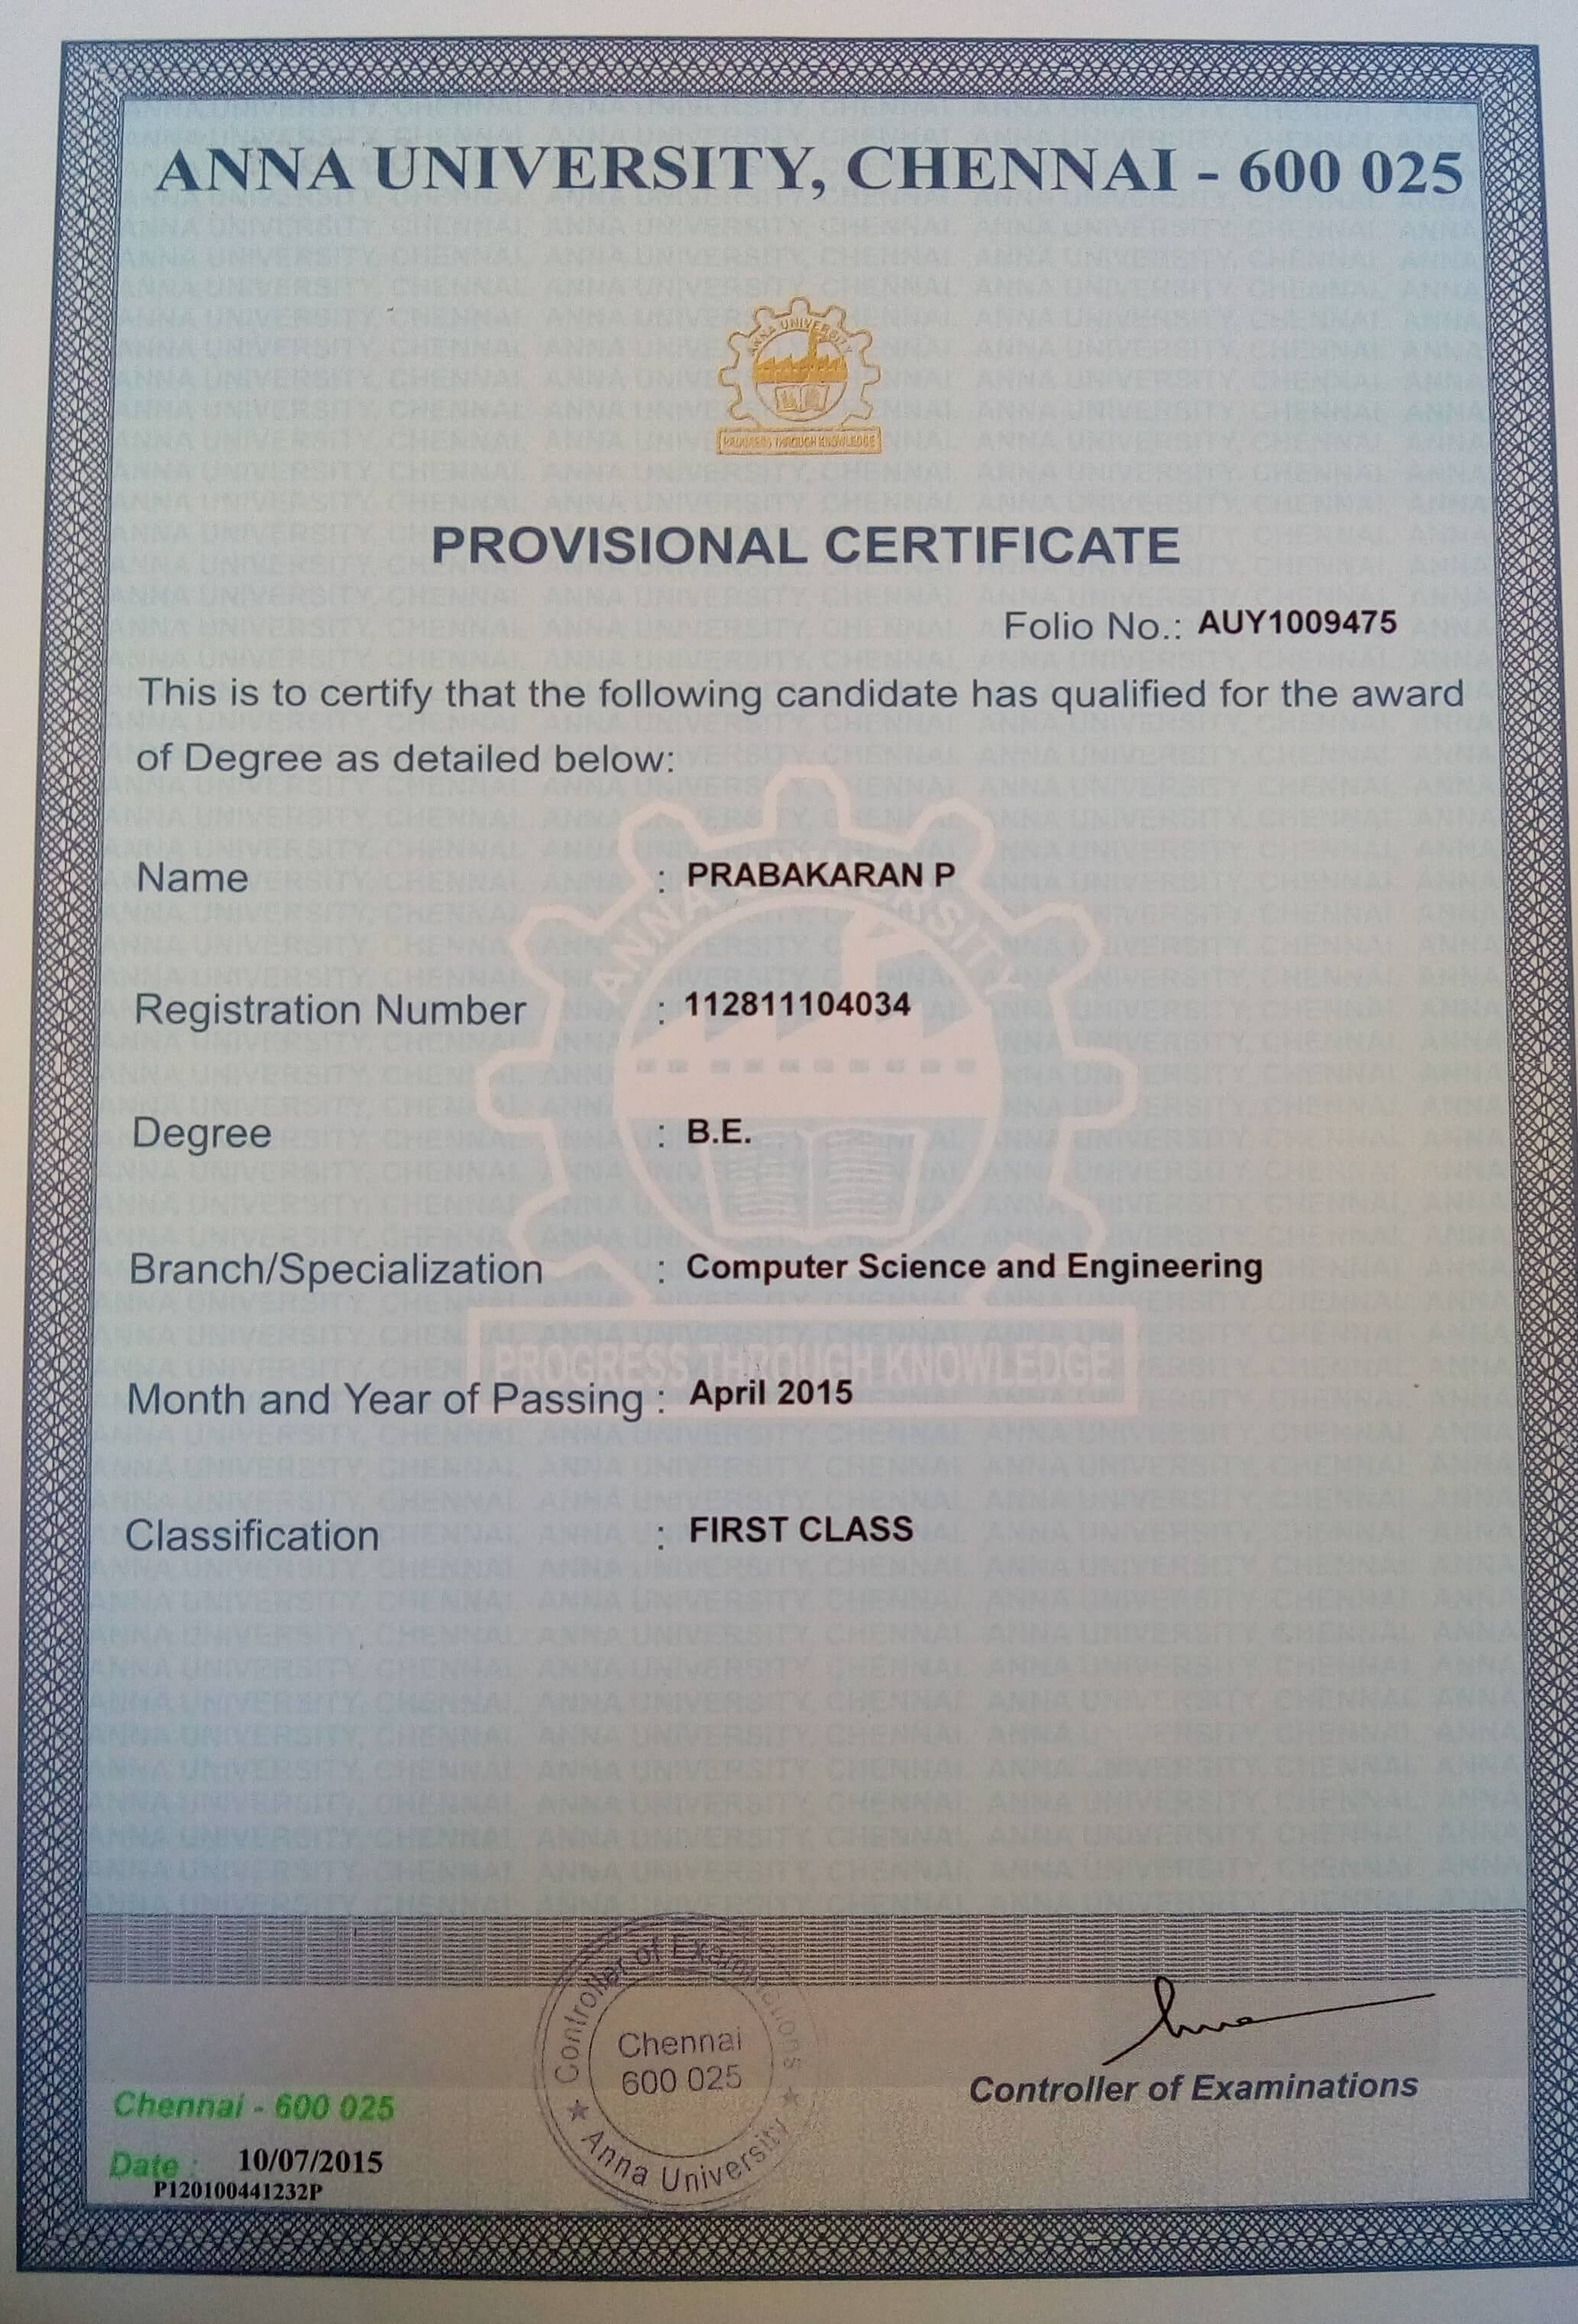 ANNA UNIVERSITY, CHENNAI - 600 025
ANNA UNIVERSITY
PROGRESS THROUGH KNOWLEDGE
PROVISIONAL CERTIFICATE
Folio No.: AUY1009475
This is to certify that the following candidate has qualified for the award
of Degree as detailed below:
Name : PRABAKARAN P
Registration Number : 112811104034
Degree : B.E.
Branch/Specialization : Computer Science and Engineering
PROGRESS THROUGH KNOWLEDGE
Month and Year of Passing : April 2015
Classification : FIRST CLASS
Controller of Examinations
Chennai
600 025
Anna University
Controller of Examinations
Chennai - 600 025
Date : 10/07/2015
P120100441232P